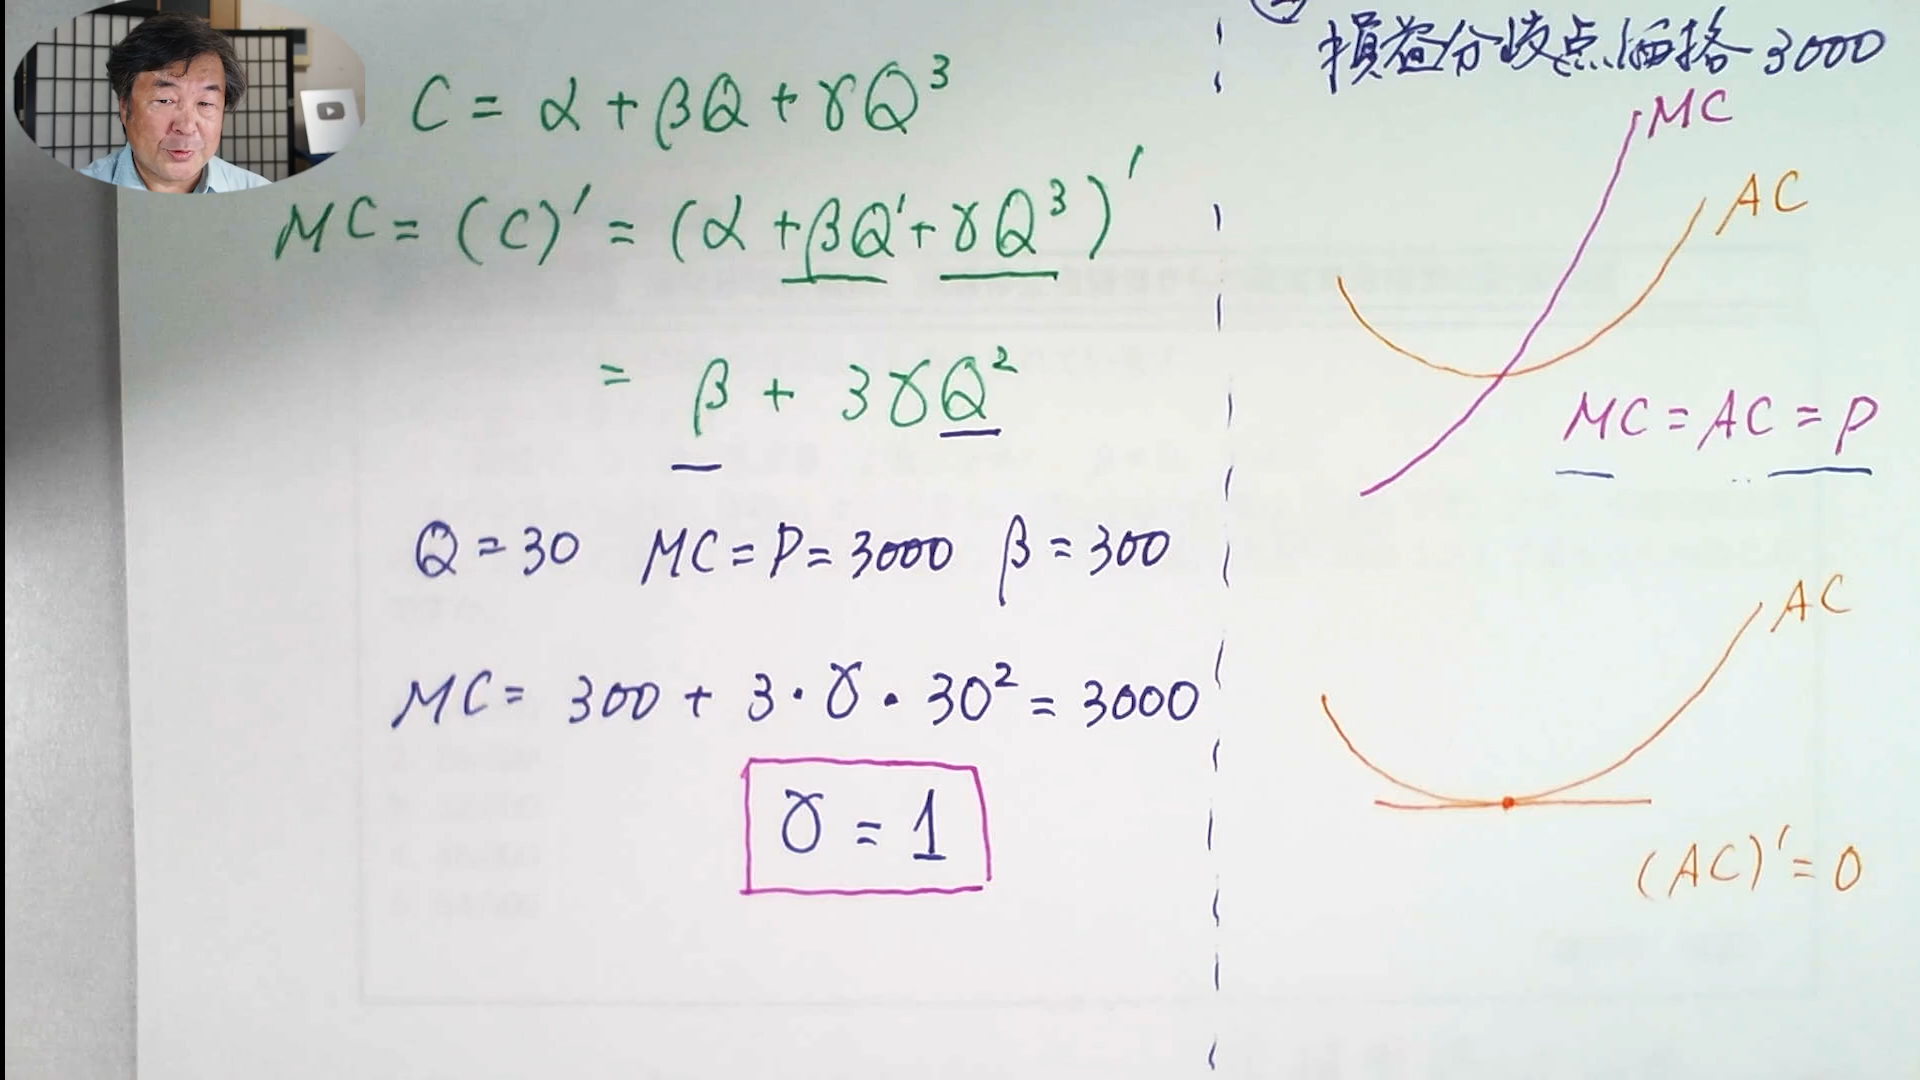 C = α + βQ + γQ³
MC = (C)′ = (α + βQ′ + γQ³)′
= β + 3γQ²
Q = 30 MC = P = 3000 β = 300
MC = 300 + 3・γ・30² = 3000
γ = 1
損益分岐点価格 3000
MC
AC
MC = AC = P
AC
(AC)′ = 0